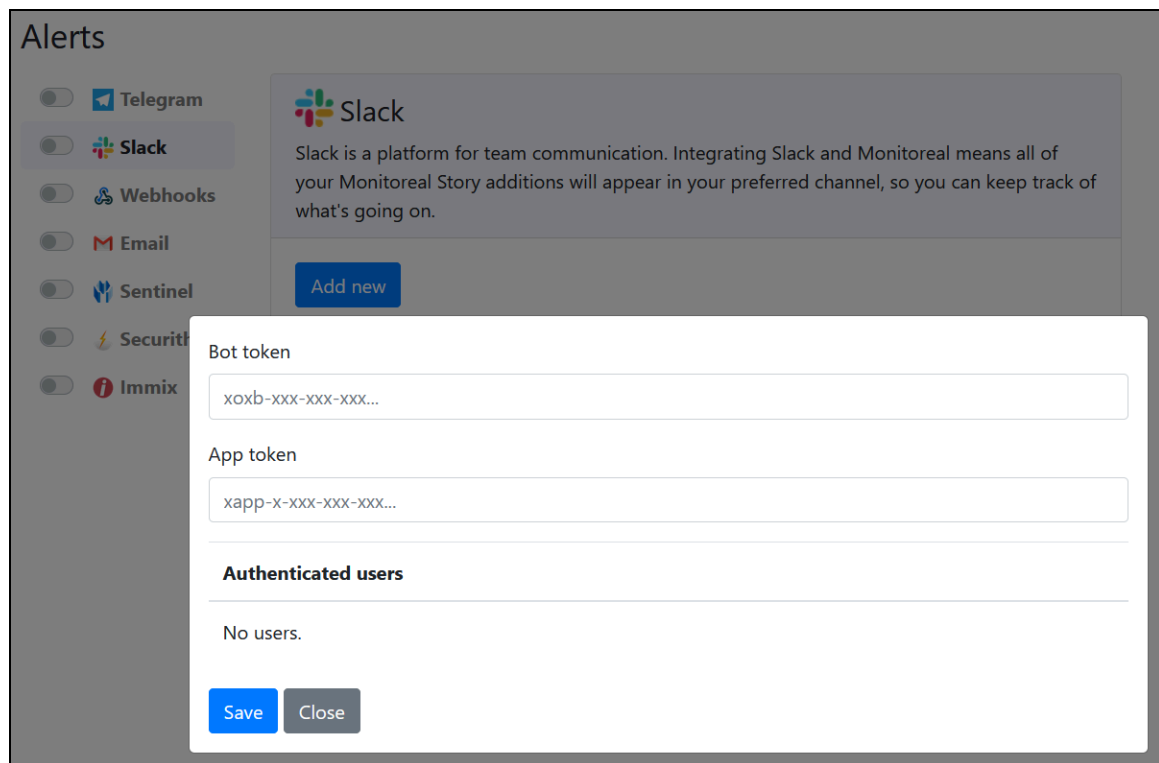 Alerts
Telegram
Slack
Webhooks
Email
Sentinel
Immix
Slack
Slack is a platform for team communication. Integrating Slack and Monitoreal means all of
your Monitoreal Story additions will appear in your preferred channel, so you can keep track of
what's going on.
Add new
Bot token
xoxb-xxx-xxx-xxx...
App token
xapp-x-xxx-xxx-xxx...
Authenticated users
No users.
Save
Close